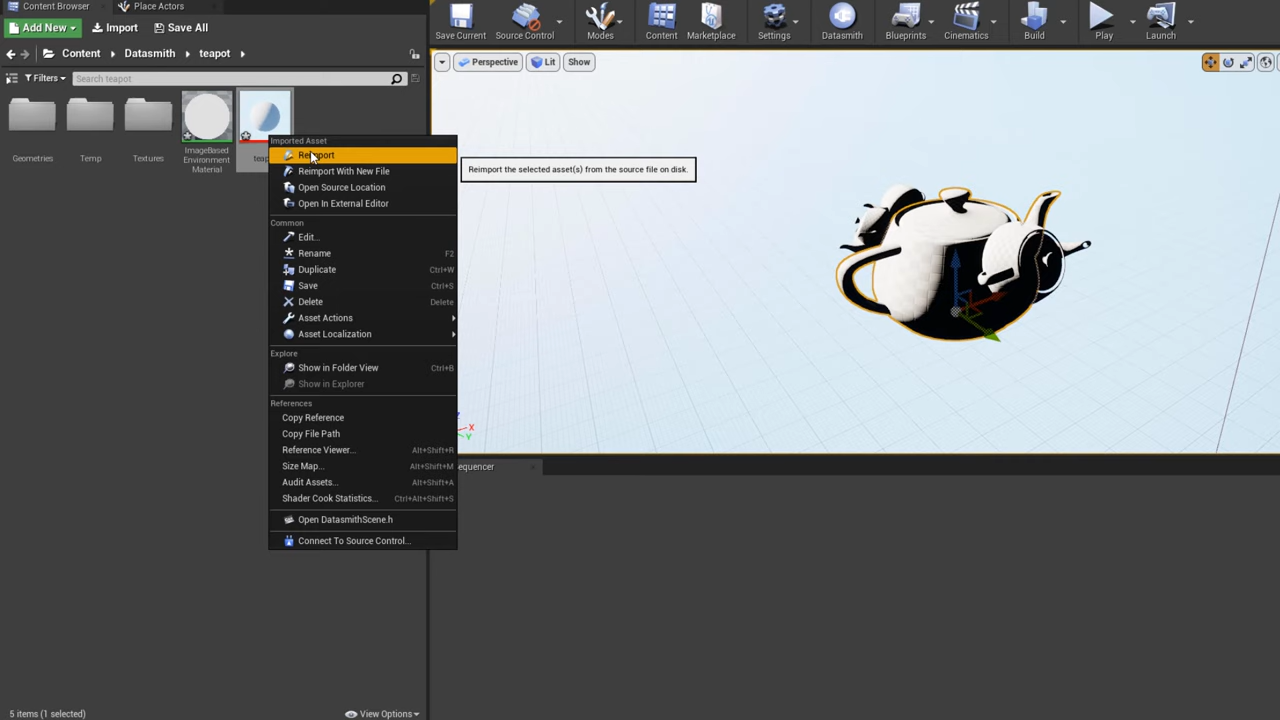 Content Browser
Place Actors
Add New
Import
Save All
Content
Datasmith
teapot
Filters
Search teapot
Geometries
Temp
Textures
ImageBased
Environment
Material
Imported Asset
Reimport
Reimport With New File
Open Source Location
Open In External Editor
Common
Edit...
Rename F2
Duplicate Ctrl+W
Save Ctrl+S
Delete Delete
Asset Actions
Asset Localization
Explore
Show in Folder View Ctrl+B
Show in Explorer
References
Copy Reference
Copy File Path
Reference Viewer... Alt+Shift+R
Size Map... Alt+Shift+M
Audit Assets... Alt+Shift+A
Shader Cook Statistics... Ctrl+Alt+Shift+S
Open DatasmithScene.h
Connect To Source Control...
Reimport the selected asset(s) from the source file on disk.
Save Current
Source Control
Modes
Content
Marketplace
Settings
Datasmith
Blueprints
Cinematics
Build
Play
Launch
Perspective
Lit
Show
X
Y
5 items (1 selected)
View Options